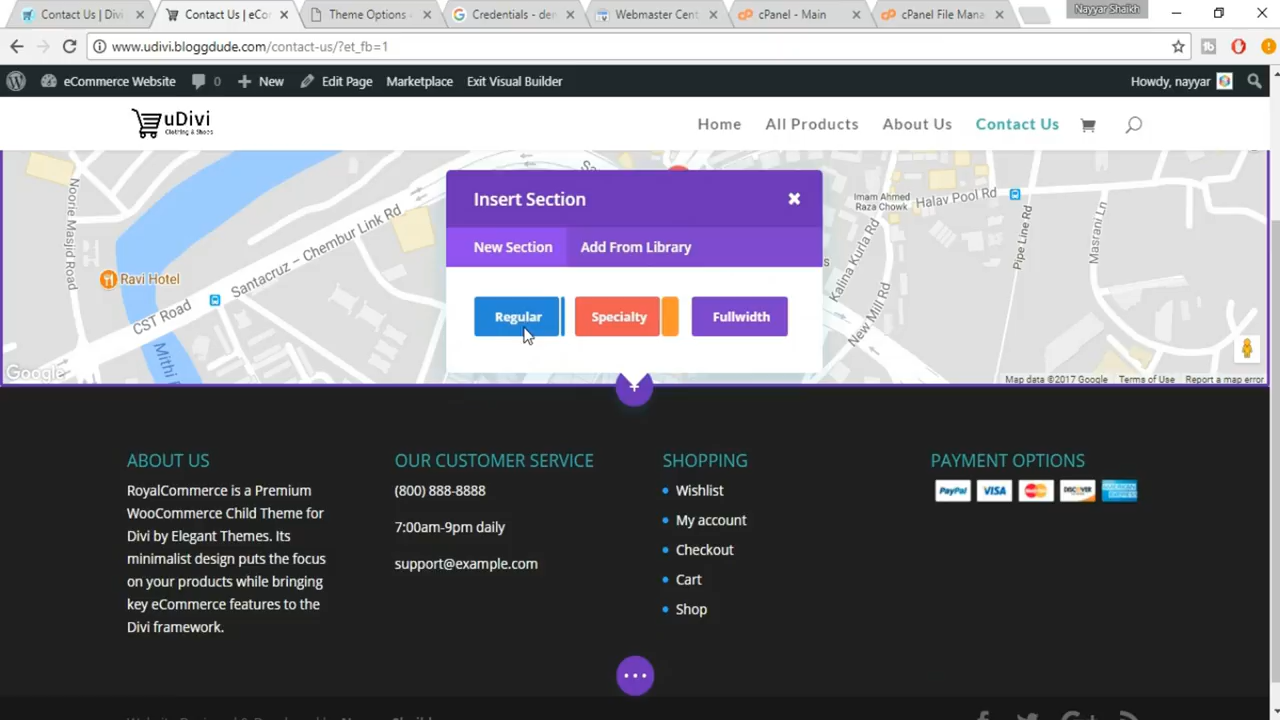 Contact Us | Divi
Contact Us | eCo
Theme Options
Credentials - de
Webmaster Cent
cPanel - Main
cPanel File Mana
Nayyar Shaikh
www.udivi.bloggdude.com/contact-us/?et_fb=1
eCommerce Website
0
New
Edit Page
Marketplace
Exit Visual Builder
Howdy, nayyar
uDivi
Clothing & Shoes
Home
All Products
About Us
Contact Us
Noorie Masjid Road
Ravi Hotel
CST Road
Mithi
Santacruz – Chembur Link Rd
Imam Ahmed
Raza Chowk
Halav Pool Rd
Pipe Line Rd
Masrani Ln
Kalina Kurla Rd
New Mill Rd
Google
Map data ©2017 Google
Terms of Use
Report a map error
Insert Section
New Section
Add From Library
Regular
Specialty
Fullwidth
ABOUT US
RoyalCommerce is a Premium
WooCommerce Child Theme for
Divi by Elegant Themes. Its
minimalist design puts the focus
on your products while bringing
key eCommerce features to the
Divi framework.
OUR CUSTOMER SERVICE
(800) 888-8888
7:00am-9pm daily
support@example.com
SHOPPING
Wishlist
My account
Checkout
Cart
Shop
PAYMENT OPTIONS
PayPal
VISA
MasterCard
DISCOVER
AMERICAN EXPRESS